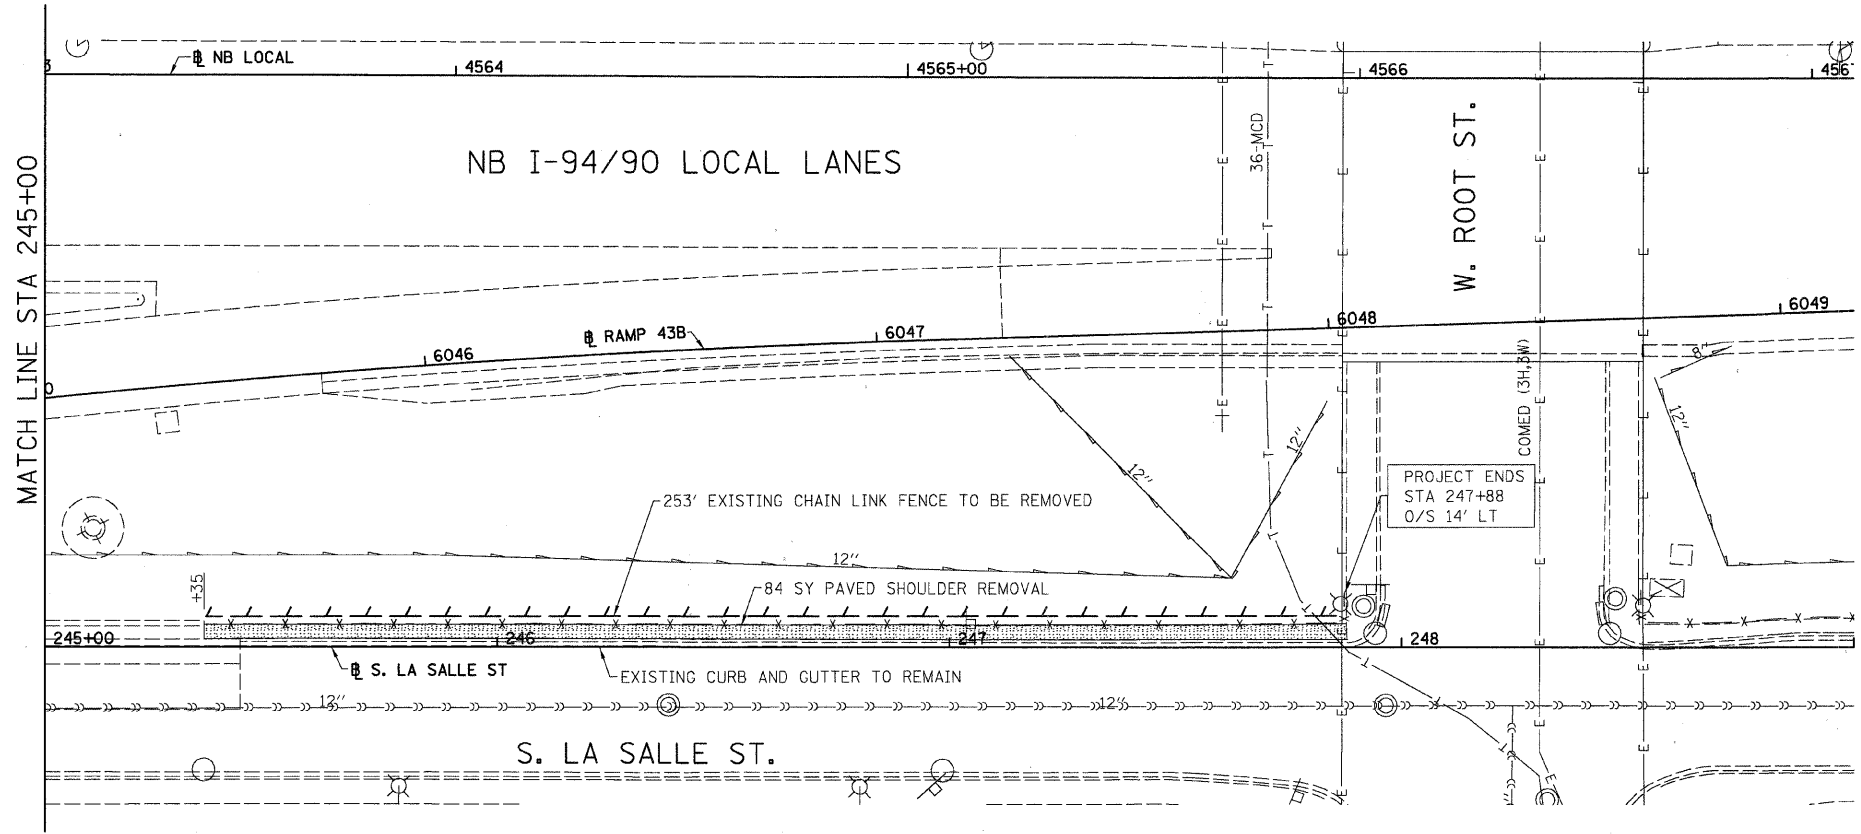 ℄ NB LOCAL
3
4564
4565+00
4566
456
MATCH LINE STA 245+00
NB I-94/90 LOCAL LANES
36-MCD
W. ROOT ST.
℄ RAMP 43B
0
6046
6047
6048
6049
8"
12"
12"
12"
COMED (3H,3W)
PROJECT ENDS
STA 247+88
O/S 14' LT
253' EXISTING CHAIN LINK FENCE TO BE REMOVED
12"
84 SY PAVED SHOULDER REMOVAL
+35
245+00
246
247
248
℄ S. LA SALLE ST
EXISTING CURB AND GUTTER TO REMAIN
12"
12"
S. LA SALLE ST.